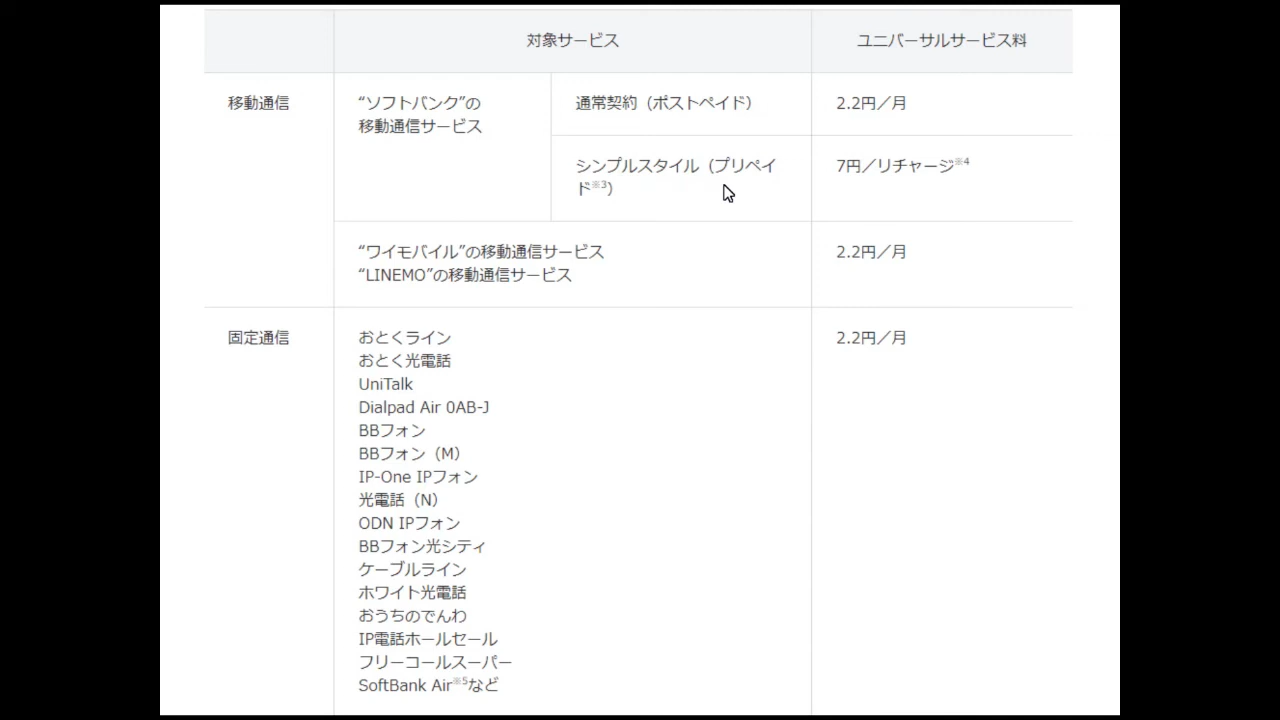 対象サービス
ユニバーサルサービス料
移動通信
“ソフトバンク”の
移動通信サービス
通常契約（ポストペイド）
2.2円／月
シンプルスタイル（プリペイ
ド※3）
7円／リチャージ※4
“ワイモバイル”の移動通信サービス
“LINEMO”の移動通信サービス
2.2円／月
固定通信
おとくライン
おとく光電話
UniTalk
Dialpad Air 0AB-J
BBフォン
BBフォン（M）
IP-One IPフォン
光電話（N）
ODN IPフォン
BBフォン光シティ
ケーブルライン
ホワイト光電話
おうちのでんわ
IP電話ホールセール
フリーコールスーパー
SoftBank Air※5など
2.2円／月